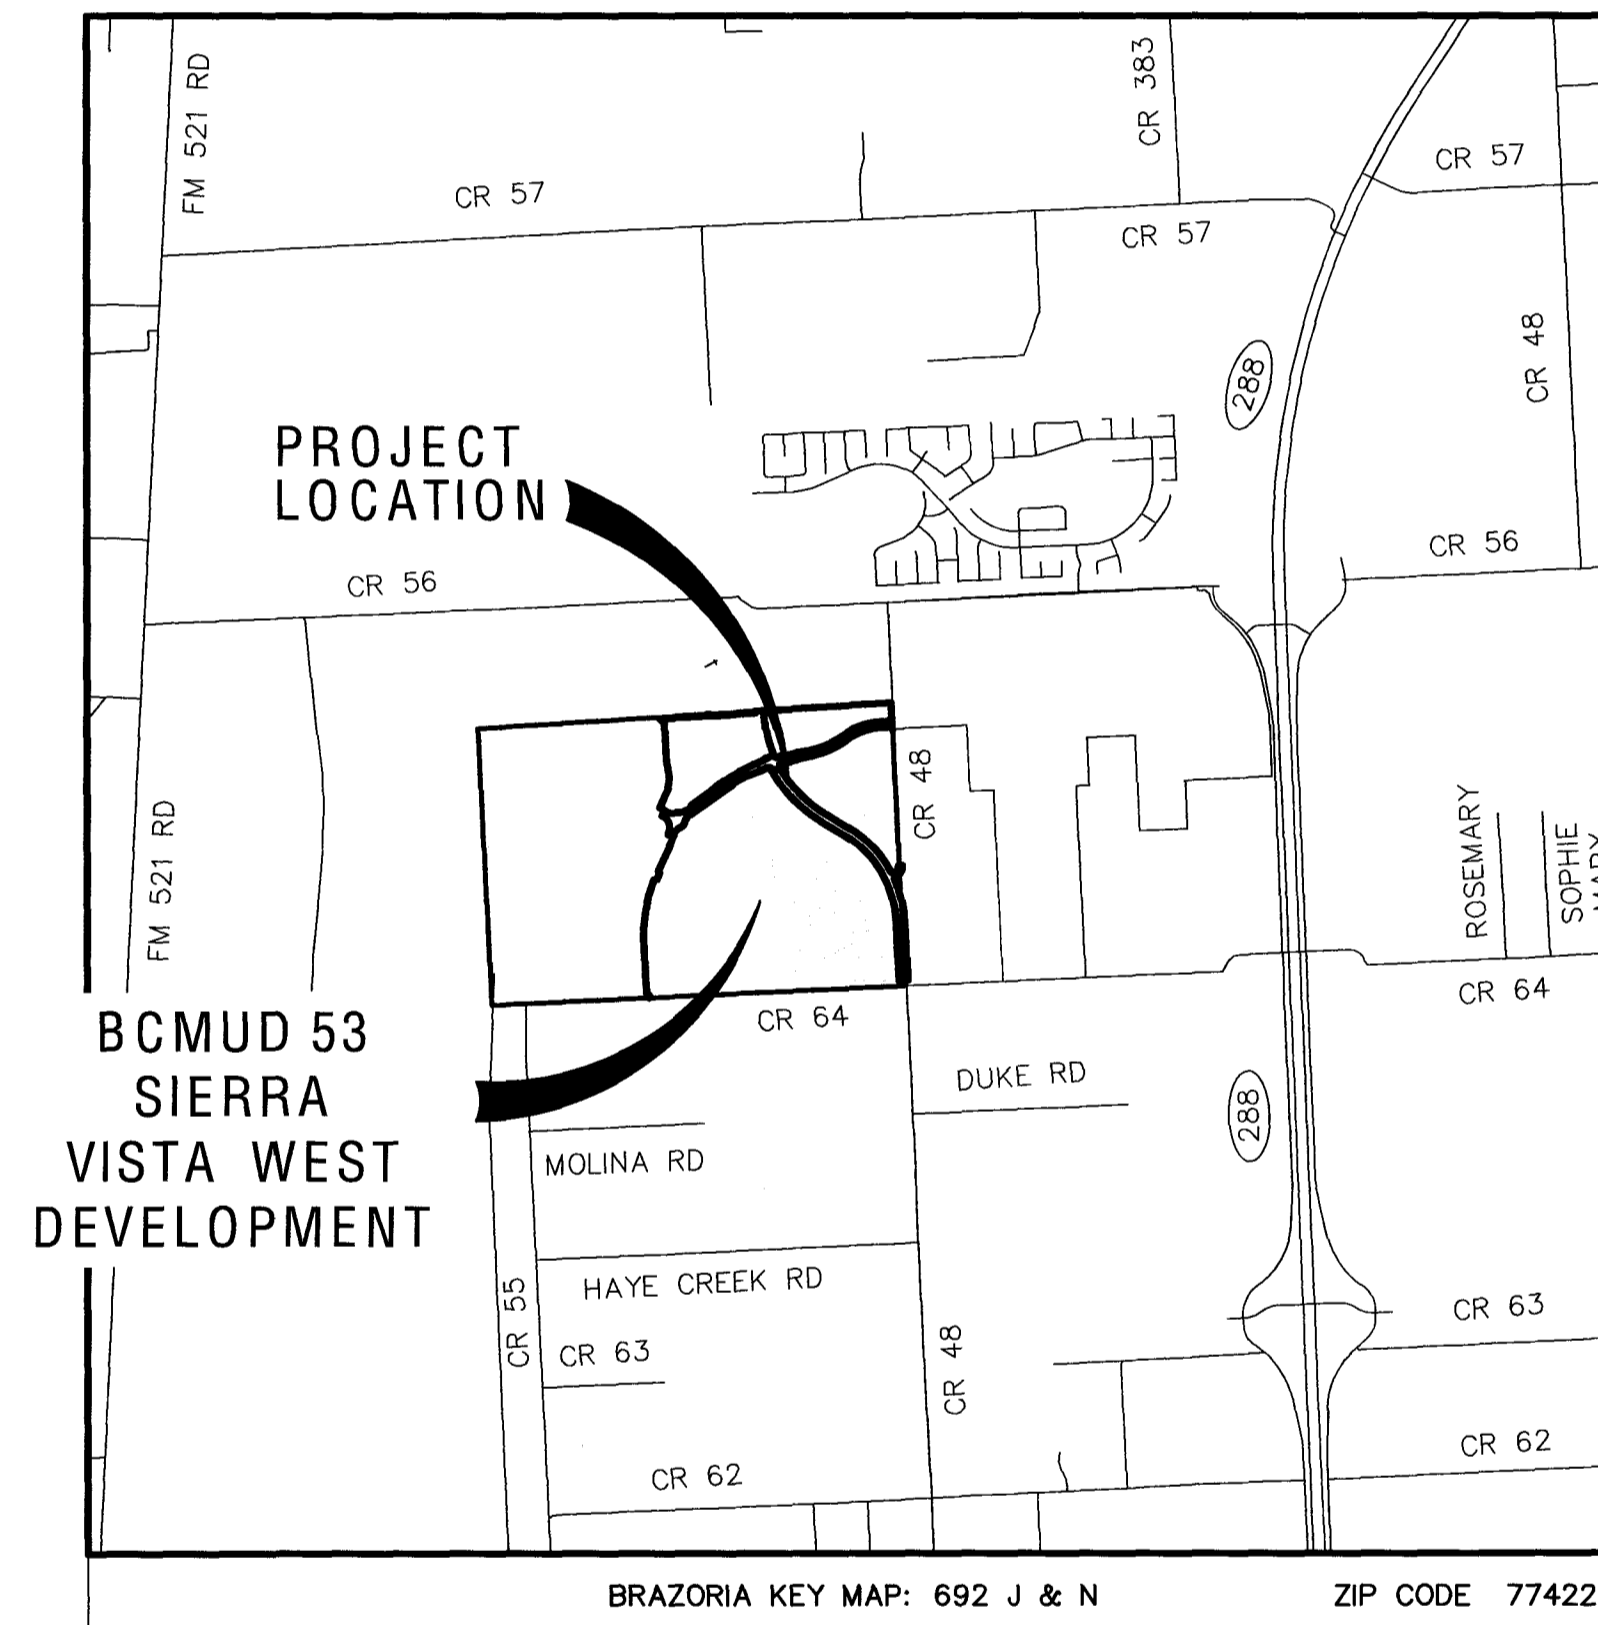 FM 521 RD
CR 383
CR 57
CR 57
CR 57
288
CR 48
PROJECT
LOCATION
CR 56
CR 56
CR 48
FM 521 RD
ROSEMARY
SOPHIE
CR 64
CR 64
BCMUD 53
SIERRA
VISTA WEST
DEVELOPMENT
DUKE RD
288
MOLINA RD
HAYE CREEK RD
CR 55
CR 63
CR 63
CR 48
CR 62
CR 62
BRAZORIA KEY MAP: 692 J & N
ZIP CODE 77422